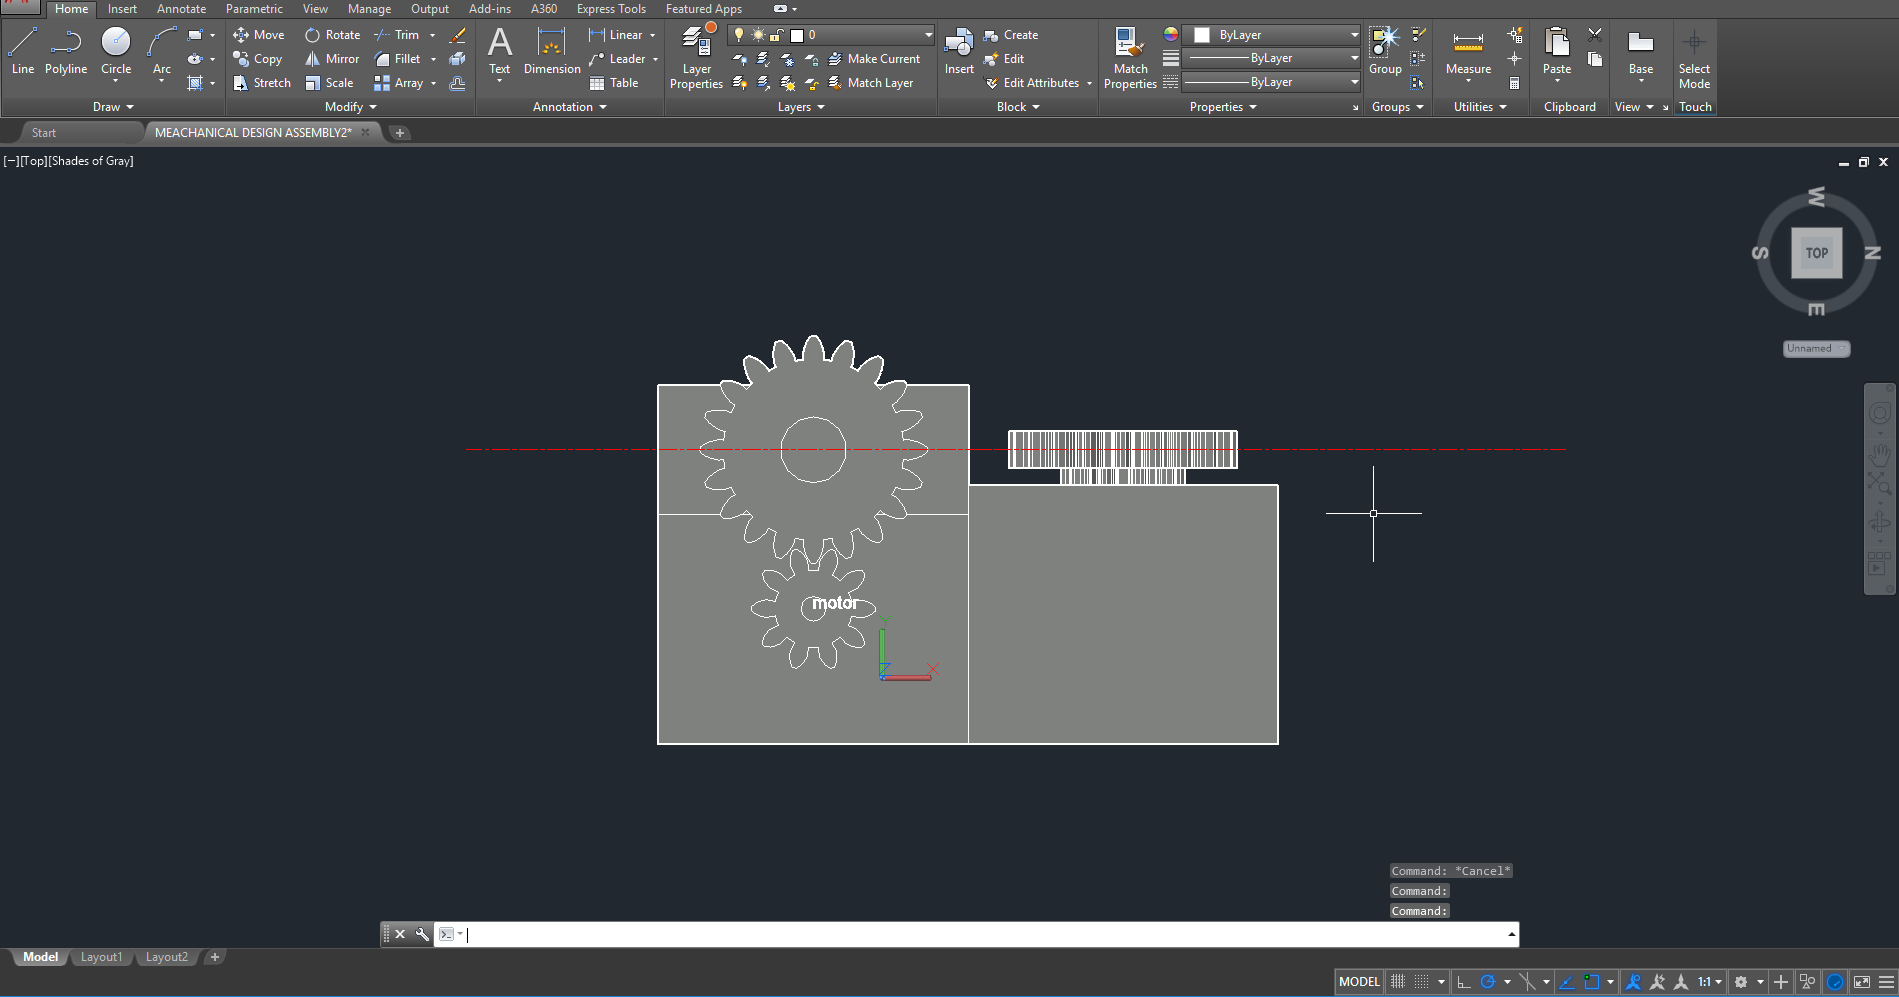 Home Insert Annotate Parametric View Manage Output Add-ins A360 Express Tools Featured Apps
Move Rotate Trim Linear 0 Create ByLayer
Line Polyline Circle Arc Copy Mirror Fillet Text Dimension Leader Layer Properties Make Current Insert Edit Match Properties ByLayer Group Measure Paste Base Select Mode
Stretch Scale Array Table Match Layer Edit Attributes ByLayer
Draw Modify Annotation Layers Block Properties Groups Utilities Clipboard View Touch
Start MEACHANICAL DESIGN ASSEMBLY2*
[−][Top][Shades of Gray]
W
S TOP N
E
Unnamed
motor
Y
X
Command: *Cancel*
Command:
Command:
Model Layout1 Layout2
MODEL 1:1